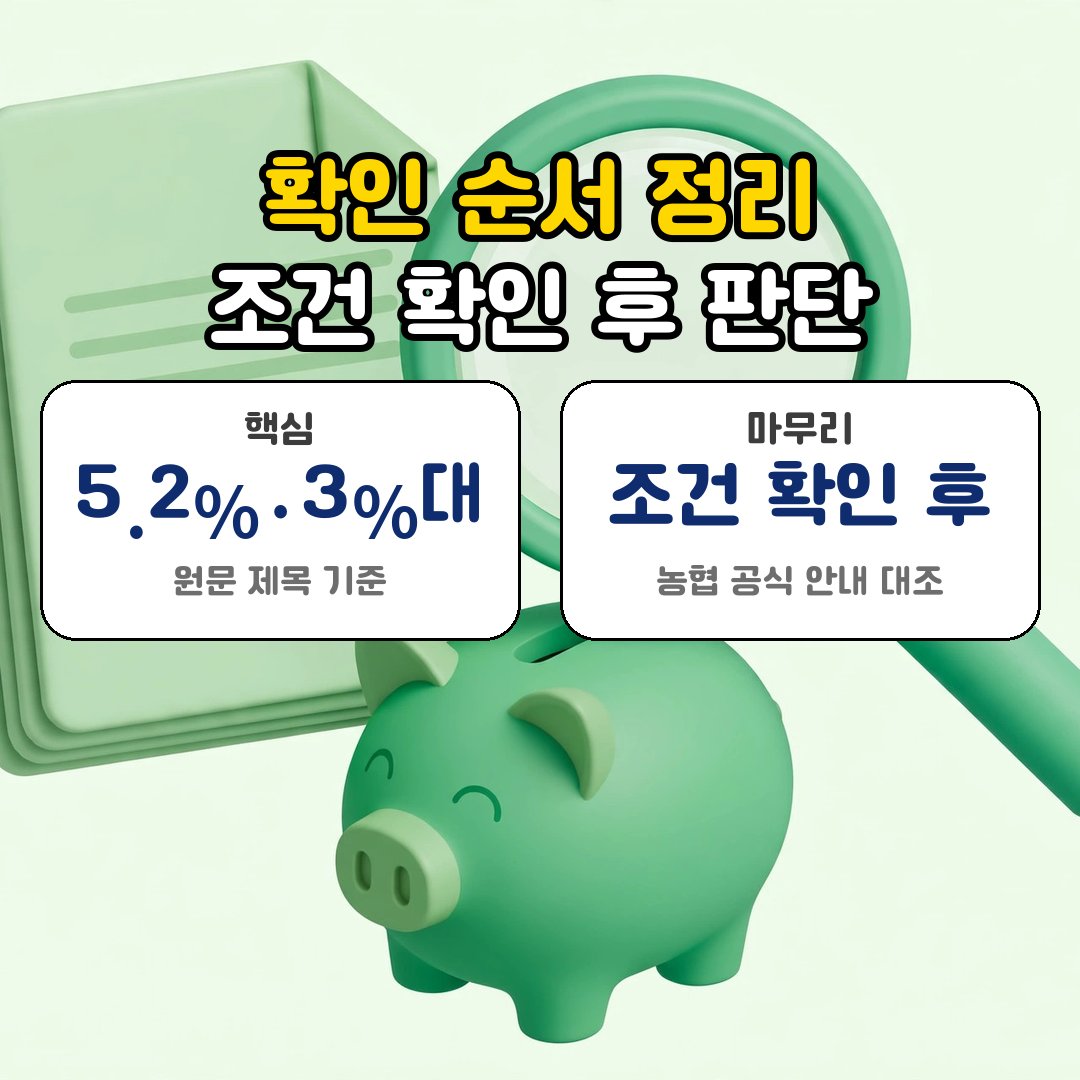 확인 순서 정리
조건 확인 후 판단
핵심
5.2%·3%대
원문 제목 기준
마무리
조건 확인 후
농협 공식 안내 대조